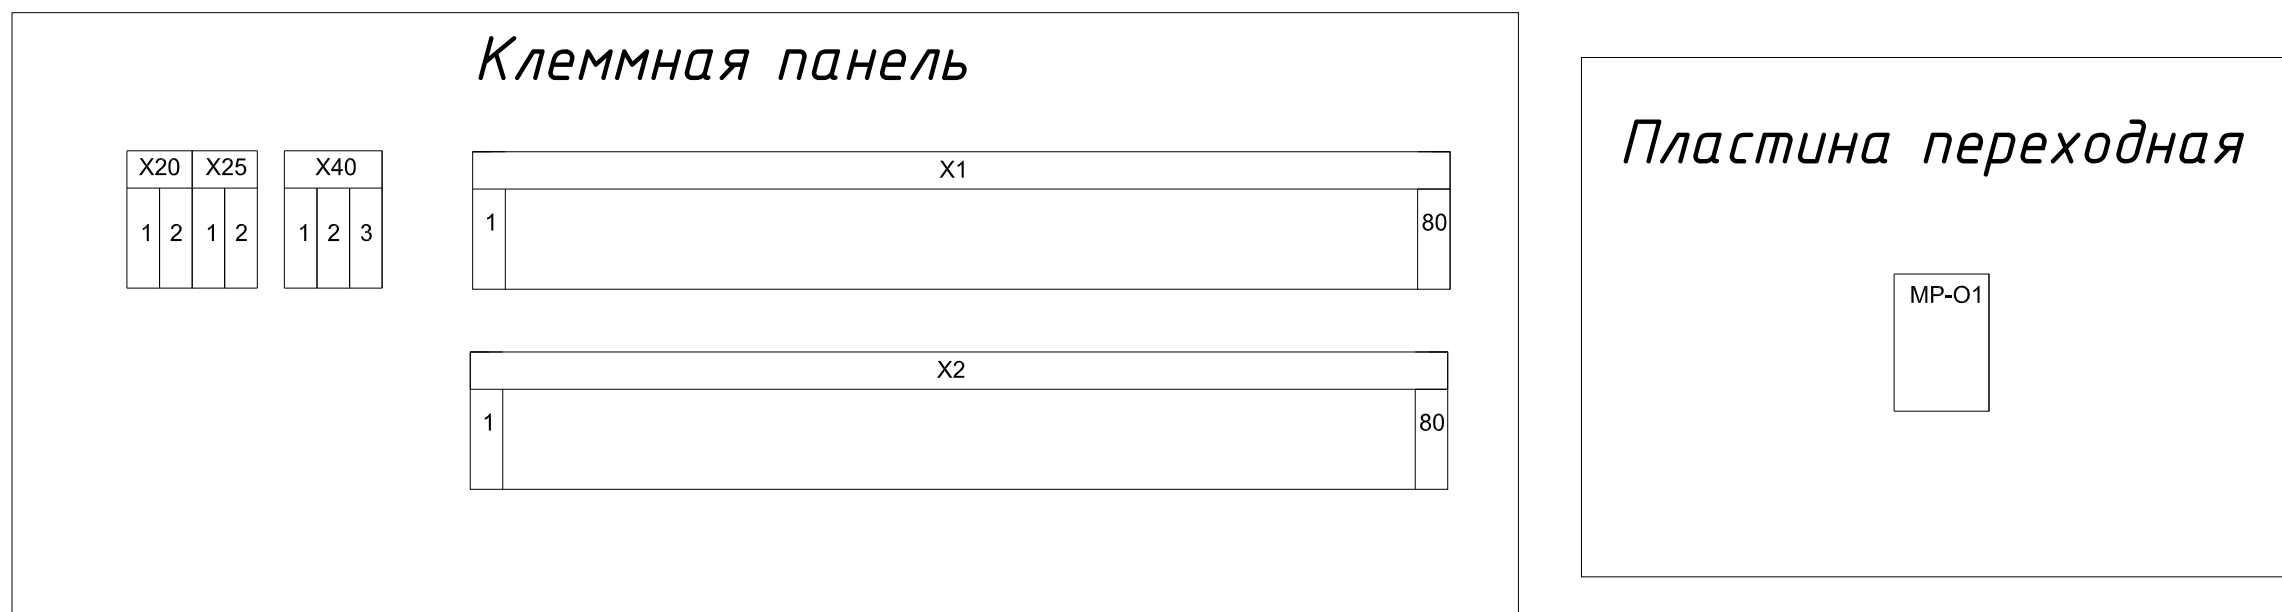 Клеммная панель
X20 X25 X40 X1
1 2 1 2 1 2 3 1 80
X2
1 80
Пластина переходная
MP-O1